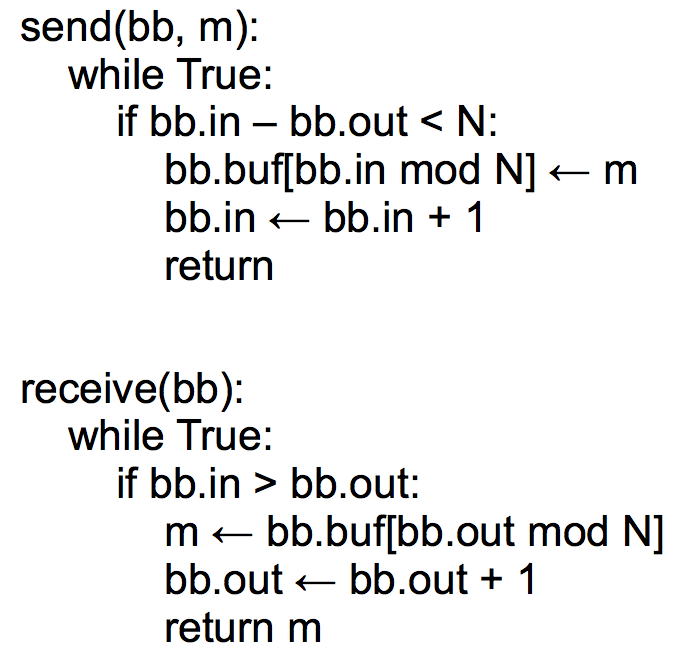 send(bb, m):
while True:
if bb.in – bb.out < N:
bb.buf[bb.in mod N] ← m
bb.in ← bb.in + 1
return
receive(bb):
while True:
if bb.in > bb.out:
m ← bb.buf[bb.out mod N]
bb.out ← bb.out + 1
return m